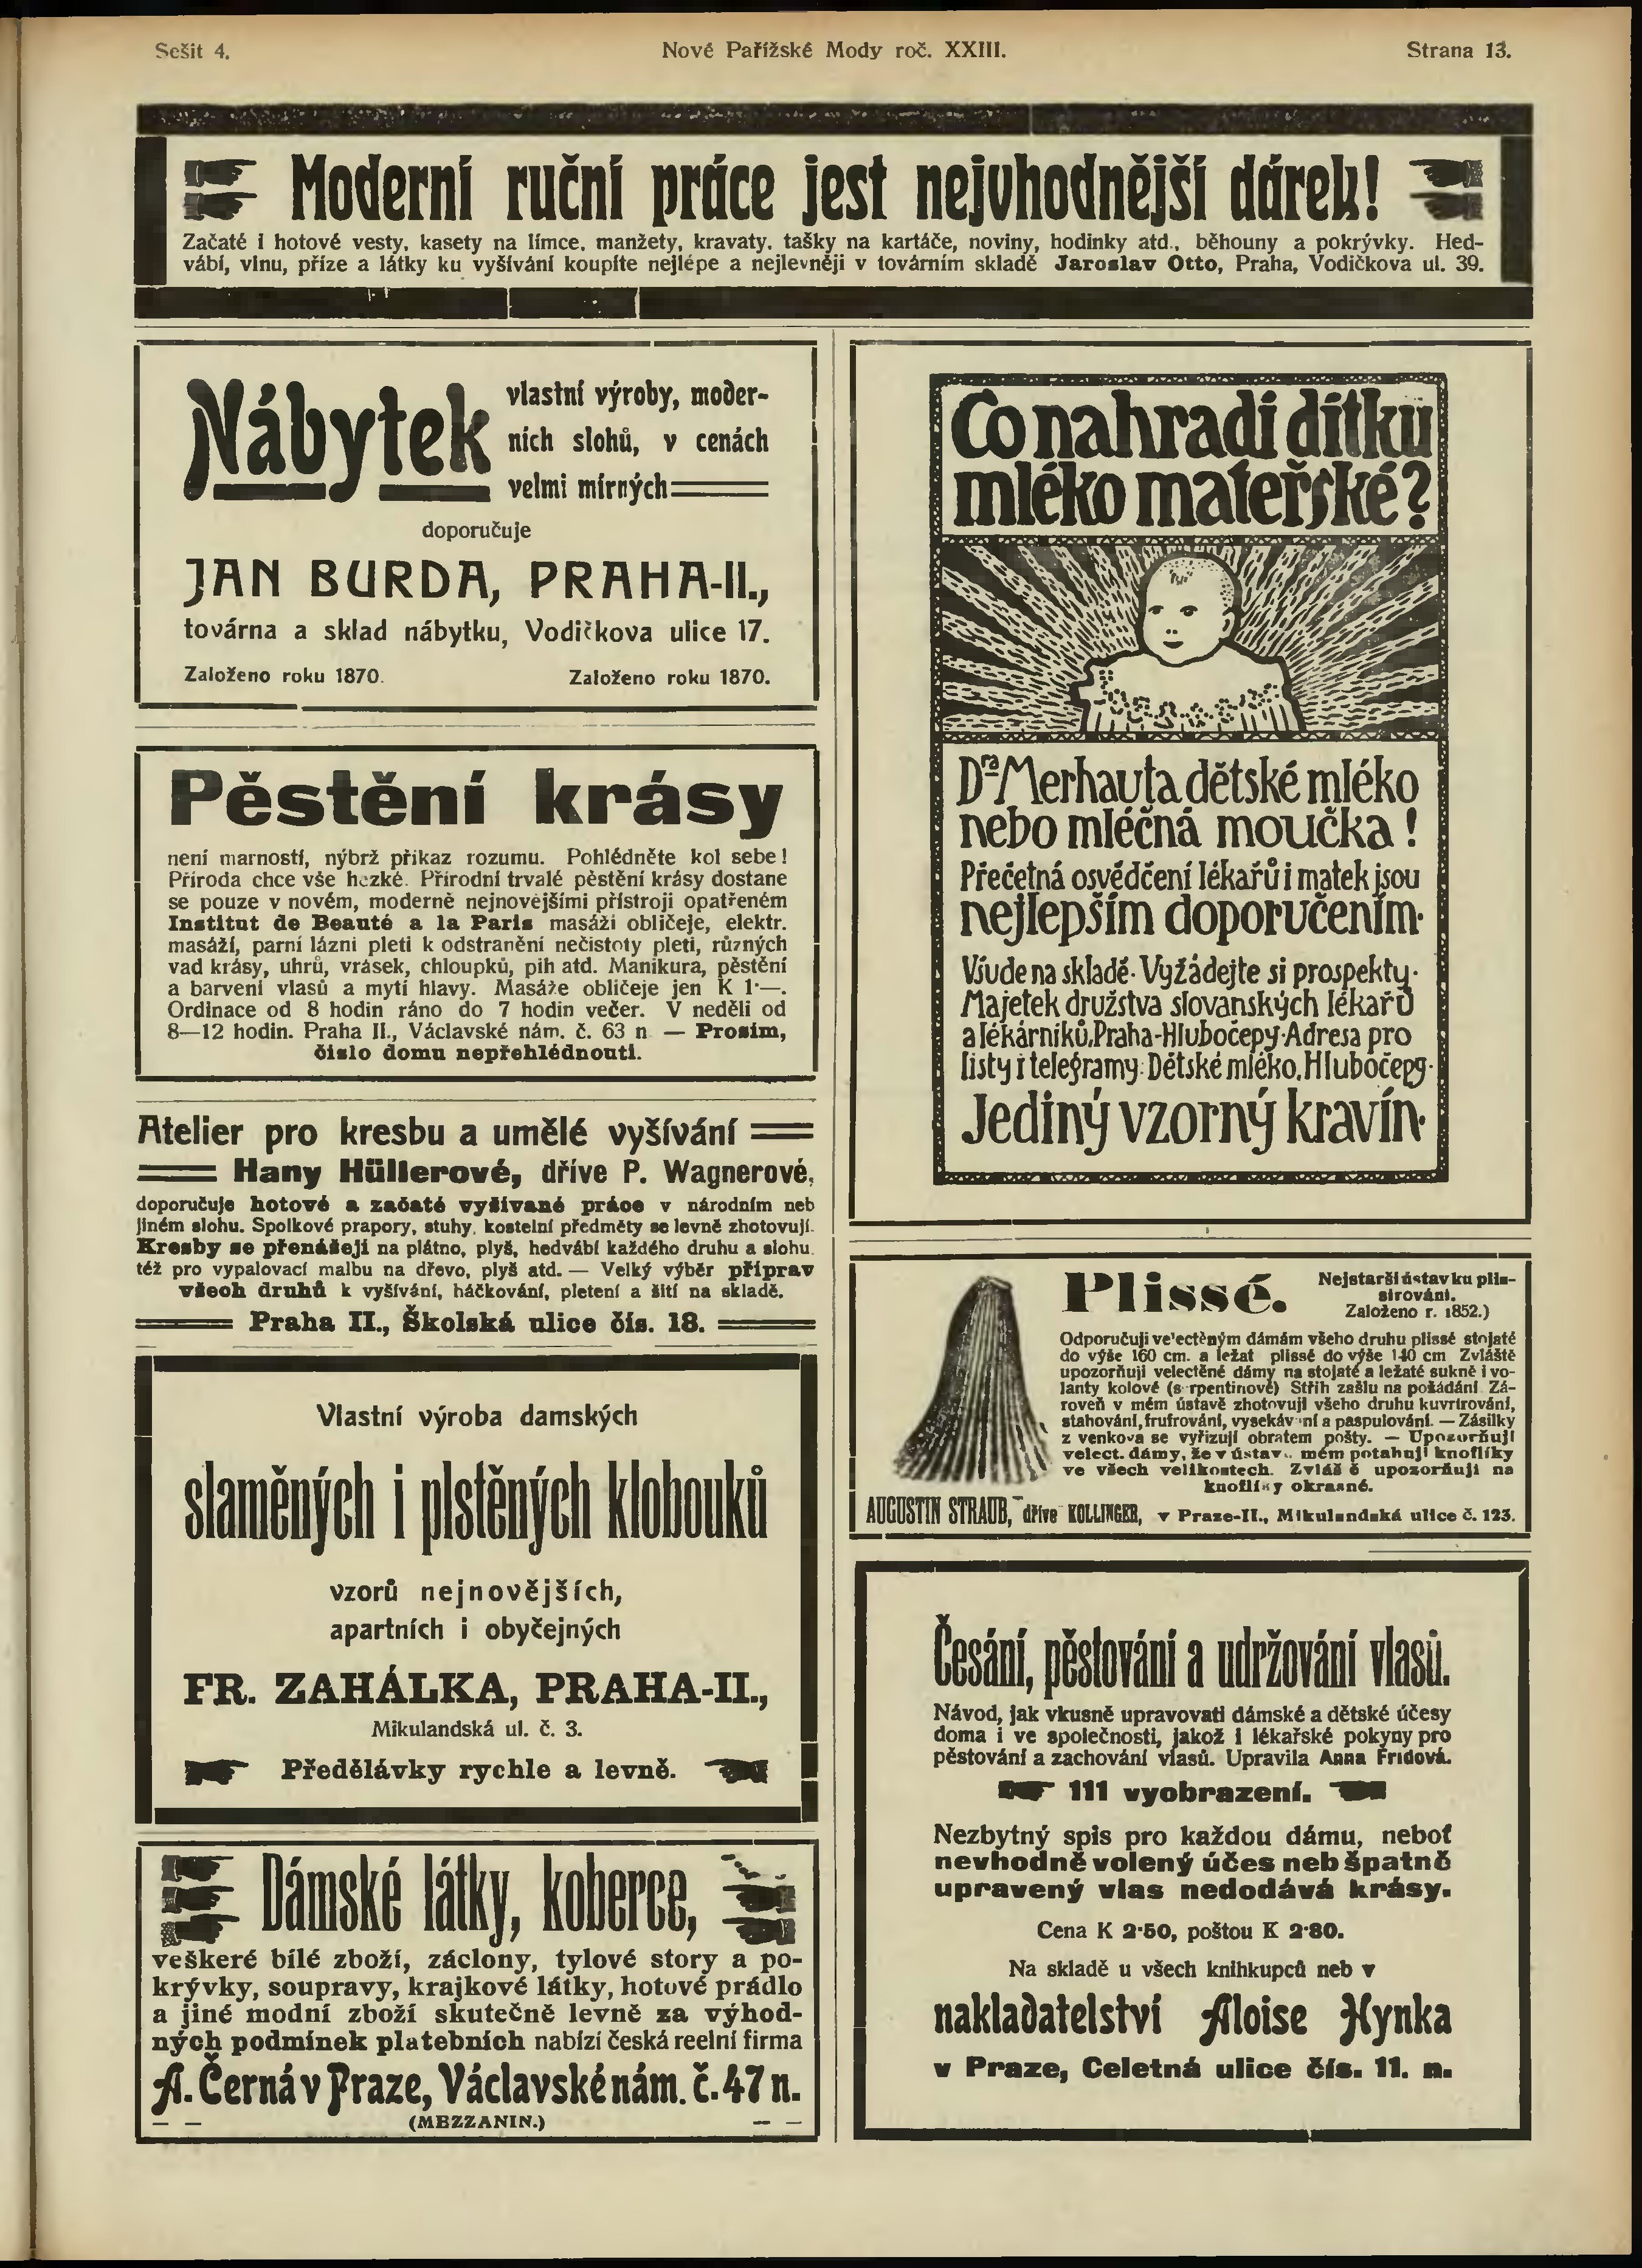 Sešit 4.
Nové Pařížské Mody roč. XXIII.
Strana 13.
Moderní ruční práce jest nejvhodnější dárek!
Začaté i hotové vesty, kasety na límce, manžety, kravaty, tašky na kartáče, noviny, hodinky atd., běhouny a pokrývky. Hed-
vábí, vlnu, příze a látky ku vyšívání koupíte nejlépe a nejlevněji v továrním skladě Jaroslav Otto, Praha, Vodičkova ul. 39.
Nábytek
vlastní výroby, moder-
ních slohů, v cenách
velmi mírných
doporučuje
JAN BURDA, PRAHA-II.,
továrna a sklad nábytku, Vodičkova ulice 17.
Založeno roku 1870.
Založeno roku 1870.
Pěstění krásy
není marností, nýbrž příkaz rozumu. Pohlédněte kol sebe!
Příroda chce vše hezké. Přírodní trvalé pěstění krásy dostane
se pouze v novém, moderně nejnovějšími přístroji opatřeném
Institut de Beauté a la Paris masáží obličeje, elektr.
masáží, parní lázni pleti k odstranění nečistoty pleti, různých
vad krásy, uhrů, vrásek, chloupků, pih atd. Manikura, pěstění
a barvení vlasů a mytí hlavy. Masáže obličeje jen K 1·—.
Ordinace od 8 hodin ráno do 7 hodin večer. V neděli od
8—12 hodin. Praha II., Václavské nám. č. 63 n — Prosím,
číslo domu nepřehlédnouti.
Atelier pro kresbu a umělé vyšívání
Hany Hüllerové, dříve P. Wagnerové,
doporučuje hotové a začaté vyšívané práce v národním neb
jiném slohu. Spolkové prapory, stuhy, kostelní předměty se levně zhotovují.
Kresby se přenášejí na plátno, plyš, hedvábí každého druhu a slohu.
též pro vypalovací malbu na dřevo, plyš atd. — Velký výběr příprav
všech druhů k vyšívání, háčkování, pletení a šití na skladě.
Praha II., Školská ulice čís. 18.
Vlastní výroba damských
slaměných i plstěných klobouků
vzorů nejnovějších,
apartních i obyčejných
FR. ZAHÁLKA, PRAHA-II.,
Mikulandská ul. č. 3.
Předělávky rychle a levně.
Dámské látky, koberce,
veškeré bílé zboží, záclony, tylové story a po-
krývky, soupravy, krajkové látky, hotové prádlo
a jiné modní zboží skutečně levně za výhod-
ných podmínek platebních nabízí česká reelní firma
A. Černá v Praze, Václavské nám. č. 47 n.
(MEZZANIN.)
Co nahradí dítku
mléko mateřské?
Dra Merhauta dětské mléko
nebo mléčná moučka!
Přečetná osvědčení lékařů i matek jsou
nejlepším doporučením·
Všude na skladě· Vyžádejte si prospekty·
Majetek družstva slovanských lékařů
a lékárníků, Praha-Hlubočepy· Adresa pro
listy i telegramy: Dětské mléko, Hlubočepy·
Jediný vzorný kravín·
Plissé.
Nejstarší ústav ku plis-
sirování.
Založeno r. 1852.)
Odporučuji velectěným dámám všeho druhu plissé stojaté
do výše 160 cm. a ležat plissé do výše 140 cm Zvláště
upozorňuji velectěné dámy na stojaté a ležaté sukně i vo-
lanty kolové (serpentinové) Střih zašlu na požádání. Zá-
roveň v mém ústavě zhotovuji všeho druhu kuvrírování,
stahování, frufrování, vysekávání a paspulování. — Zásilky
z venkova se vyřizují obratem pošty. — Upozorňuji
velect. dámy, že v ústavě mém potahuji knoflíky
ve všech velikostech. Zvláště upozorňuji na
knoflíky okrasné.
AUGUSTIN STRAUB, dříve KOLLINGER, v Praze-II., Mikulandská ulice č. 123.
Česání, pěstování a udržování vlasů.
Návod, jak vkusně upravovati dámské a dětské účesy
doma i ve společnosti, jakož i lékařské pokyny pro
pěstování a zachování vlasů. Upravila Anna Fridová.
111 vyobrazení.
Nezbytný spis pro každou dámu, neboť
nevhodně volený účes neb špatně
upravený vlas nedodává krásy.
Cena K 2·50, poštou K 2·80.
Na skladě u všech knihkupců neb v
nakladatelství Aloise Hynka
v Praze, Celetná ulice čís. 11. n.